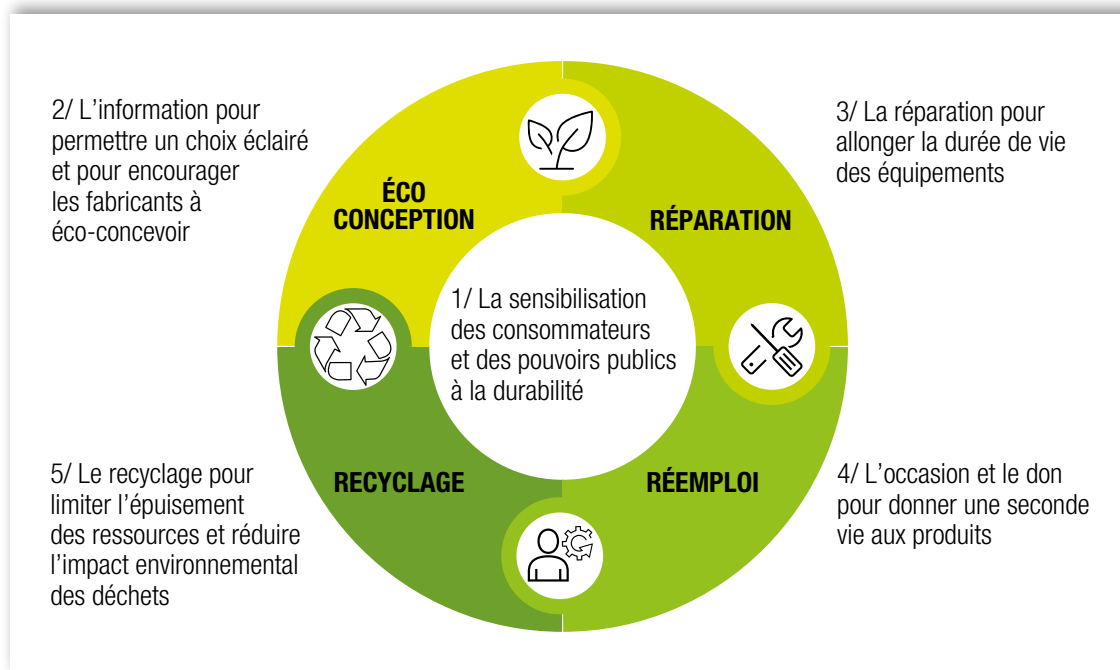 1/ La sensibilisation
des consommateurs
et des pouvoirs publics
à la durabilité
2/ L’information pour
permettre un choix éclairé
et pour encourager
les fabricants à
éco-concevoir
ÉCO
CONCEPTION
3/ La réparation pour
allonger la durée de vie
des équipements
RÉPARATION
4/ L’occasion et le don
pour donner une seconde
vie aux produits
RÉEMPLOI
5/ Le recyclage pour
limiter l’épuisement
des ressources et réduire
l’impact environnemental
des déchets
RECYCLAGE